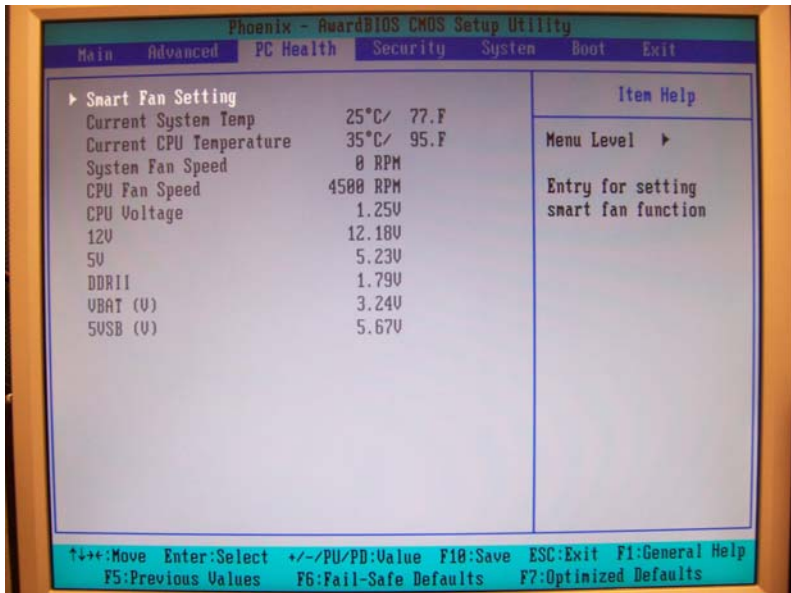 Phoenix - AwardBIOS CMOS Setup Utility
Main Advanced PC Health Security System Boot Exit
▶ Smart Fan Setting
Current System Temp 25°C/ 77.F
Current CPU Temperature 35°C/ 95.F
System Fan Speed 0 RPM
CPU Fan Speed 4500 RPM
CPU Voltage 1.25V
12V 12.18V
5V 5.23V
DDRII 1.79V
VBAT (V) 3.24V
5VSB (V) 5.67V
Item Help
Menu Level ▶
Entry for setting
smart fan function
↑↓→←:Move Enter:Select +/-/PU/PD:Value F10:Save ESC:Exit F1:General Help
F5:Previous Values F6:Fail-Safe Defaults F7:Optimized Defaults